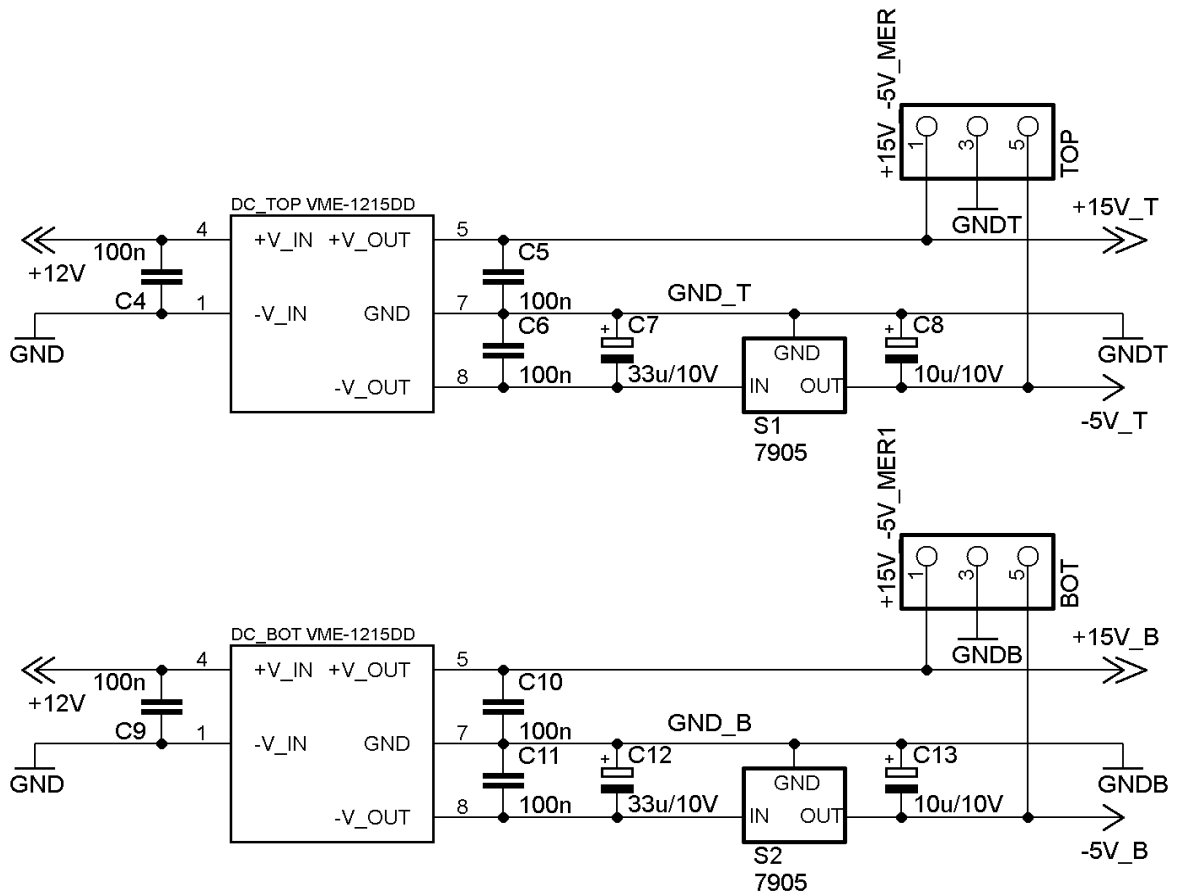 +15V_-5V_MER
1
3
5
TOP
GNDT
+15V_T
DC_TOP VME-1215DD
4
+V_IN
+V_OUT
5
+12V
100n
C4
C5
100n
1
-V_IN
GND
7
GND_T
GND
C6
100n
C7
33u/10V
+
GND
IN
OUT
C8
10u/10V
+
GNDT
-V_OUT
8
S1
7905
-5V_T
+15V_-5V_MER1
1
3
5
BOT
GNDB
+15V_B
DC_BOT VME-1215DD
4
+V_IN
+V_OUT
5
+12V
100n
C9
C10
100n
1
-V_IN
GND
7
GND_B
GND
C11
100n
C12
33u/10V
+
GND
IN
OUT
C13
10u/10V
+
GNDB
-V_OUT
8
S2
7905
-5V_B